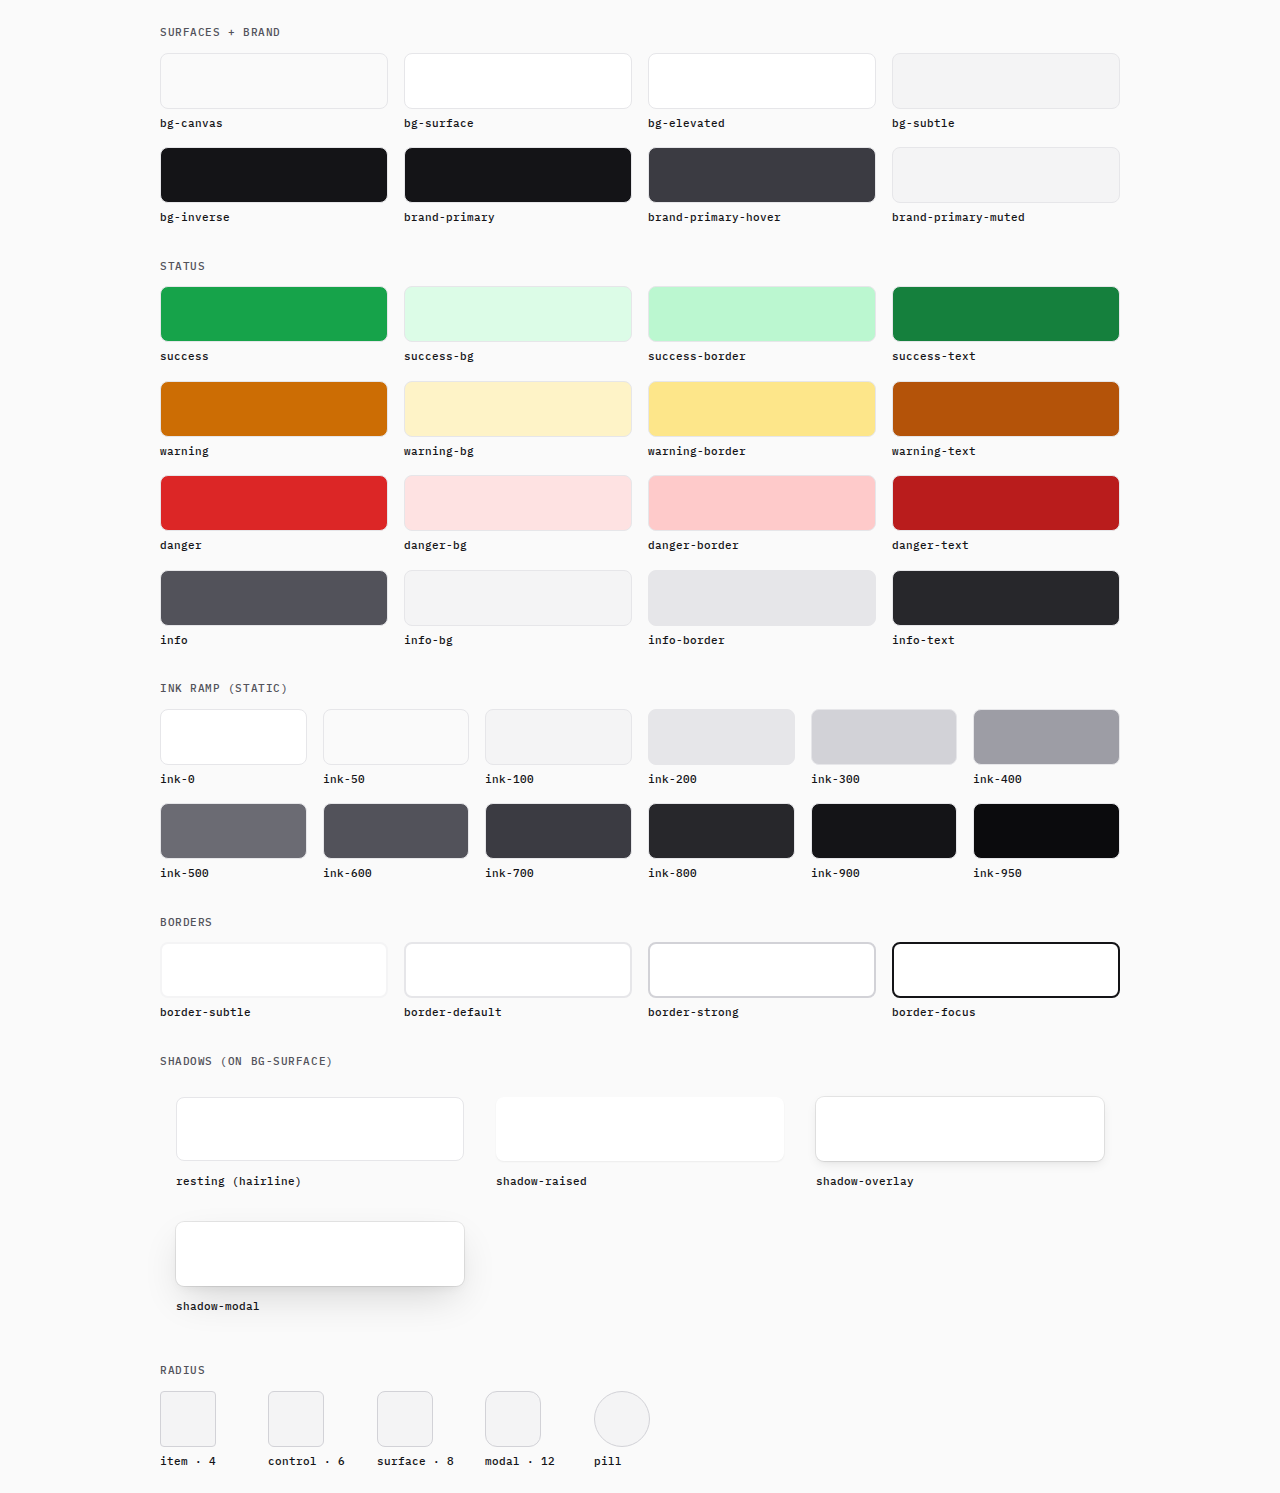 SURFACES + BRAND
bg-canvas bg-surface bg-elevated bg-subtle
bg-inverse brand-primary brand-primary-hover brand-primary-muted
STATUS
success success-bg success-border success-text
warning warning-bg warning-border warning-text
danger danger-bg danger-border danger-text
info info-bg info-border info-text
INK RAMP (STATIC)
ink-0 ink-50 ink-100 ink-200 ink-300 ink-400
ink-500 ink-600 ink-700 ink-800 ink-900 ink-950
BORDERS
border-subtle border-default border-strong border-focus
SHADOWS (ON BG-SURFACE)
resting (hairline) shadow-raised shadow-overlay
shadow-modal
RADIUS
item · 4 control · 6 surface · 8 modal · 12 pill